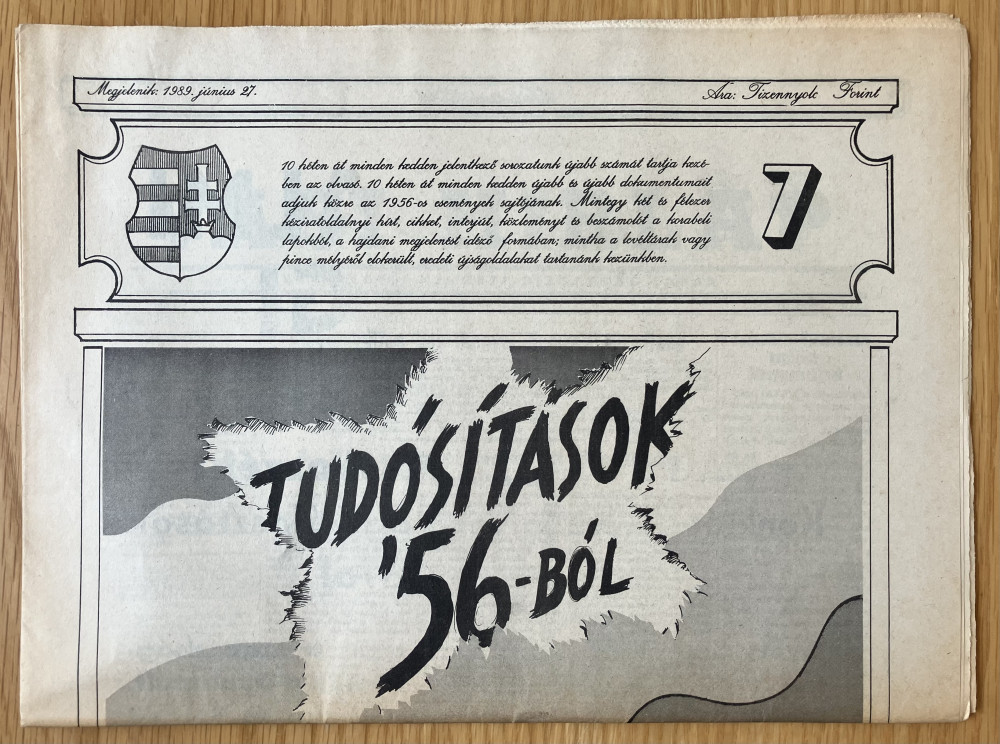 Megjelenik: 1989. június 27.
Ára: Tizennyolc Forint
10 héten át minden kedden jelentkező sorozatunk újabb számát tartja kezé-
ben az olvasó. 10 héten át minden kedden újabb és újabb dokumentumait
adjuk közre az 1956-os események sajtójának. Mintegy két és félezer
kéziratoldalnyi hírt, cikket, interjút, közleményt és beszámolót a korabeli
lapokból, a hajdani megjelenést idéző formában; mintha a levéltárak vagy
pince mélyéről előkerült, eredeti újságoldalakat tartanánk kezünkben.
7
TUDÓSÍTÁSOK
'56-BÓL